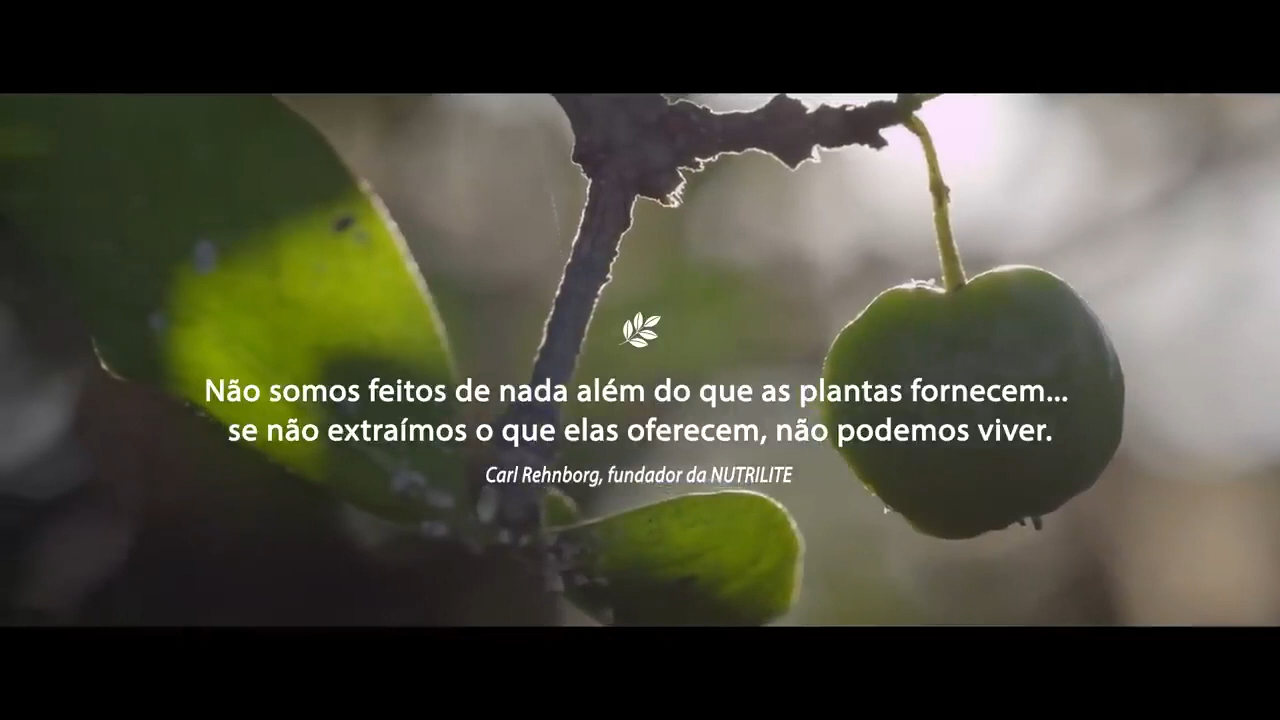 Não somos feitos de nada além do que as plantas fornecem...
se não extraímos o que elas oferecem, não podemos viver.
Carl Rehnborg, fundador da NUTRILITE